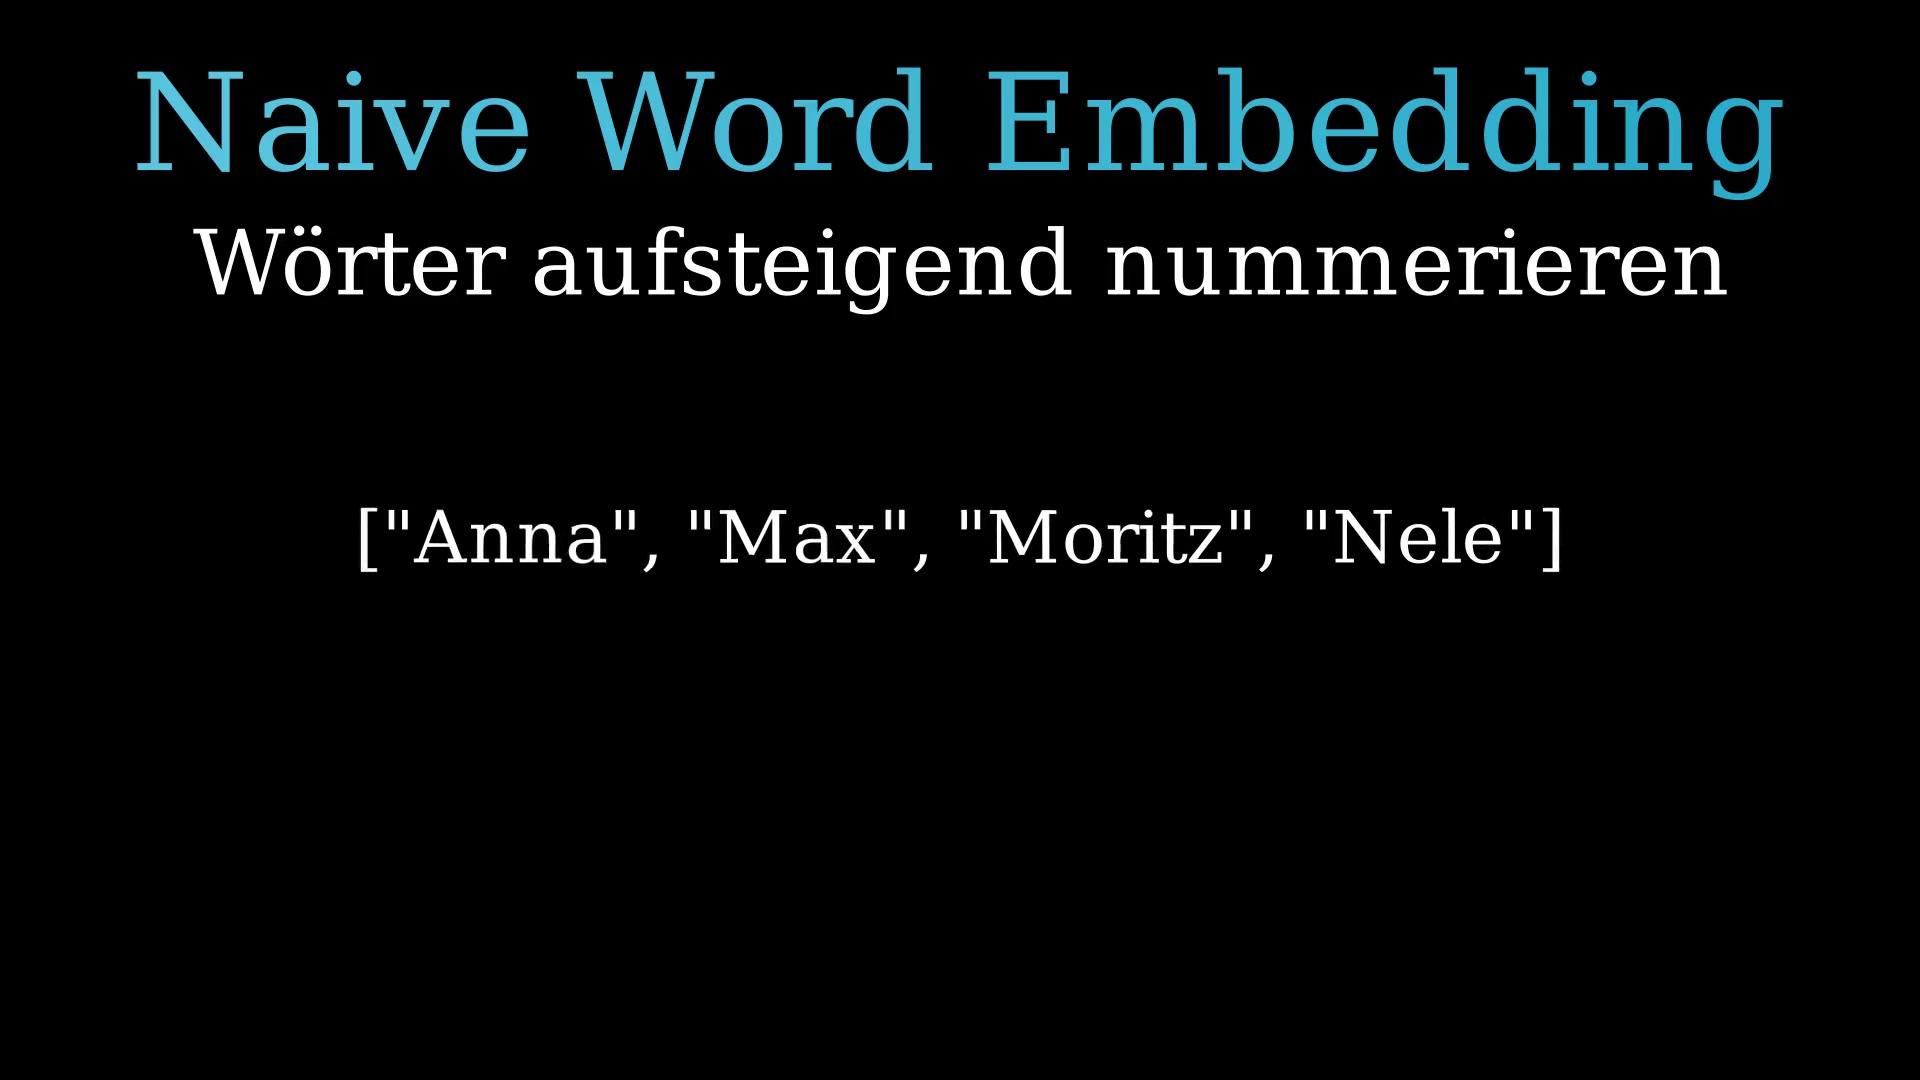 Naive Word Embedding
Wörter aufsteigend nummerieren
["Anna", "Max", "Moritz", "Nele"]